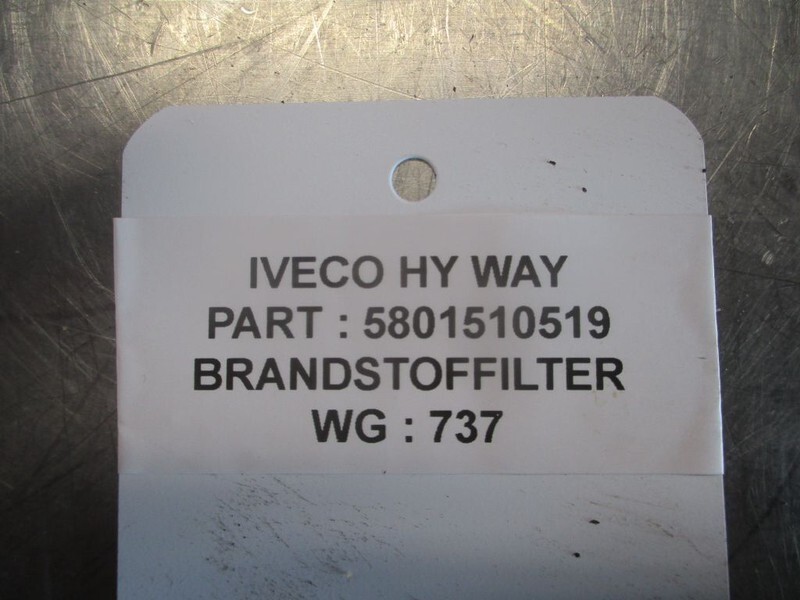 IVECO HY WAY
PART : 5801510519
BRANDSTOFFILTER
WG : 737